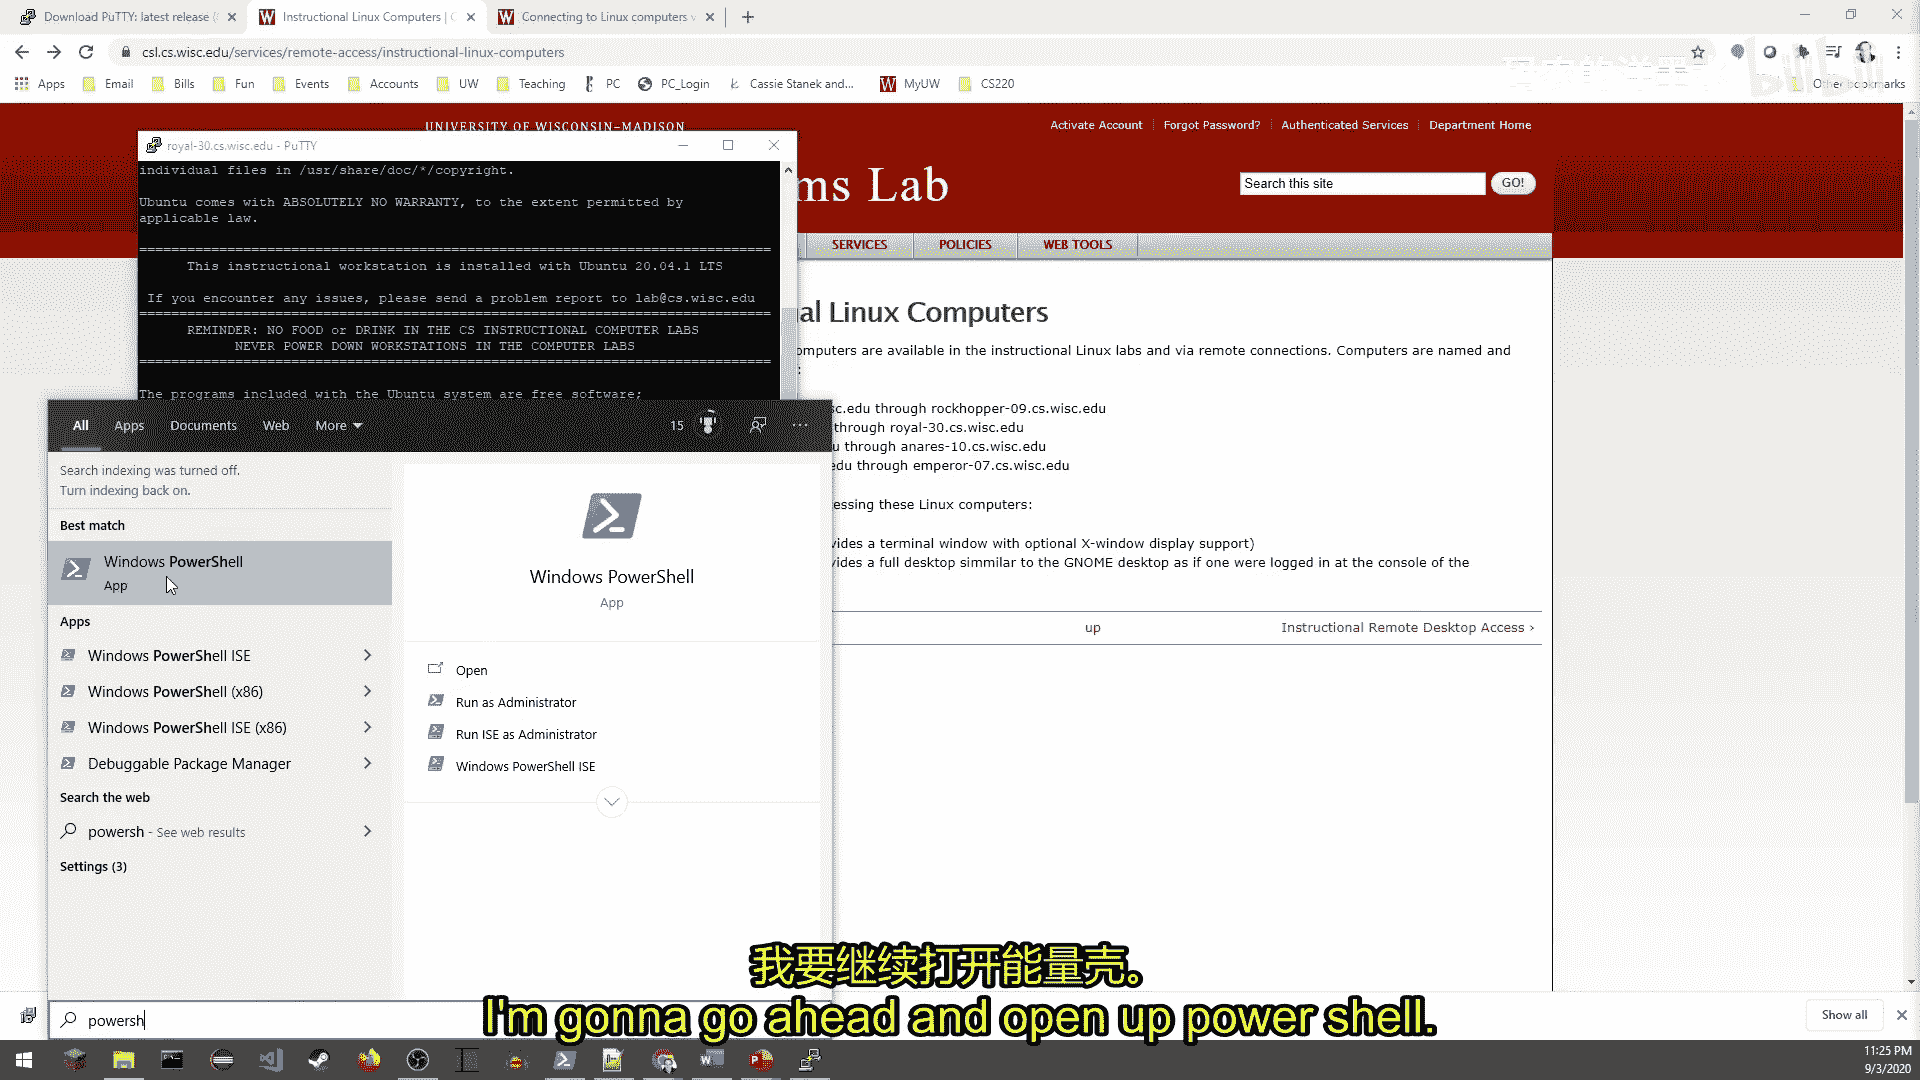 Download PuTTY: latest release (
Instructional Linux Computers | C
Connecting to Linux computers v
csl.cs.wisc.edu/services/remote-access/instructional-linux-computers
Apps
Email
Bills
Fun
Events
Accounts
UW
Teaching
PC
PC_Login
Cassie Stanek and...
MyUW
CS220
Other bookmarks
UNIVERSITY OF WISCONSIN–MADISON
Activate Account
Forgot Password?
Authenticated Services
Department Home
ms Lab
Search this site
GO!
SERVICES
POLICIES
WEB TOOLS
royal-30.cs.wisc.edu - PuTTY
individual files in /usr/share/doc/*/copyright.
Ubuntu comes with ABSOLUTELY NO WARRANTY, to the extent permitted by
applicable law.
This instructional workstation is installed with Ubuntu 20.04.1 LTS
If you encounter any issues, please send a problem report to lab@cs.wisc.edu
REMINDER: NO FOOD or DRINK IN THE CS INSTRUCTIONAL COMPUTER LABS
NEVER POWER DOWN WORKSTATIONS IN THE COMPUTER LABS
The programs included with the Ubuntu system are free software;
al Linux Computers
omputers are available in the instructional Linux labs and via remote connections. Computers are named and
:
sc.edu through rockhopper-09.cs.wisc.edu
through royal-30.cs.wisc.edu
u through anares-10.cs.wisc.edu
edu through emperor-07.cs.wisc.edu
essing these Linux computers:
vides a terminal window with optional X-window display support)
vides a full desktop simmilar to the GNOME desktop as if one were logged in at the console of the
up
Instructional Remote Desktop Access ›
All
Apps
Documents
Web
More
15
Search indexing was turned off.
Turn indexing back on.
Best match
Windows PowerShell
App
Apps
Windows PowerShell ISE
Windows PowerShell (x86)
Windows PowerShell ISE (x86)
Debuggable Package Manager
Search the web
powersh - See web results
Settings (3)
Windows PowerShell
App
Open
Run as Administrator
Run ISE as Administrator
Windows PowerShell ISE
powersh
我要继续打开能量壳。
I'm gonna go ahead and open up power shell.
Show all
11:25 PM
9/3/2020